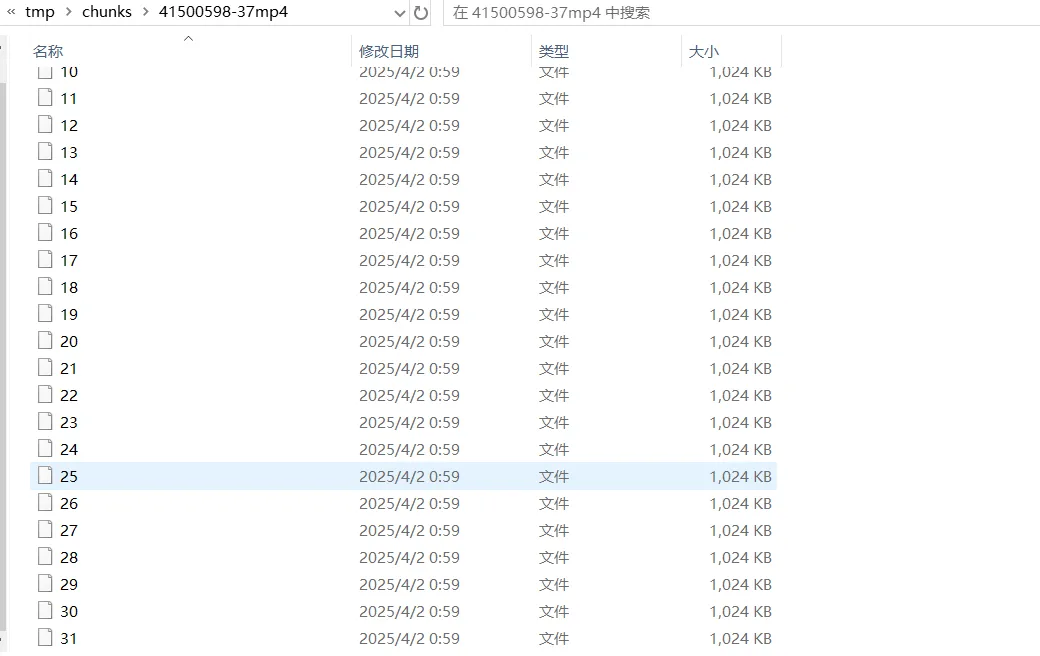 « tmp > chunks > 41500598-37mp4 在 41500598-37mp4 中搜索
名称 修改日期 类型 大小
10 2025/4/2 0:59 文件 1,024 KB
11 2025/4/2 0:59 文件 1,024 KB
12 2025/4/2 0:59 文件 1,024 KB
13 2025/4/2 0:59 文件 1,024 KB
14 2025/4/2 0:59 文件 1,024 KB
15 2025/4/2 0:59 文件 1,024 KB
16 2025/4/2 0:59 文件 1,024 KB
17 2025/4/2 0:59 文件 1,024 KB
18 2025/4/2 0:59 文件 1,024 KB
19 2025/4/2 0:59 文件 1,024 KB
20 2025/4/2 0:59 文件 1,024 KB
21 2025/4/2 0:59 文件 1,024 KB
22 2025/4/2 0:59 文件 1,024 KB
23 2025/4/2 0:59 文件 1,024 KB
24 2025/4/2 0:59 文件 1,024 KB
25 2025/4/2 0:59 文件 1,024 KB
26 2025/4/2 0:59 文件 1,024 KB
27 2025/4/2 0:59 文件 1,024 KB
28 2025/4/2 0:59 文件 1,024 KB
29 2025/4/2 0:59 文件 1,024 KB
30 2025/4/2 0:59 文件 1,024 KB
31 2025/4/2 0:59 文件 1,024 KB